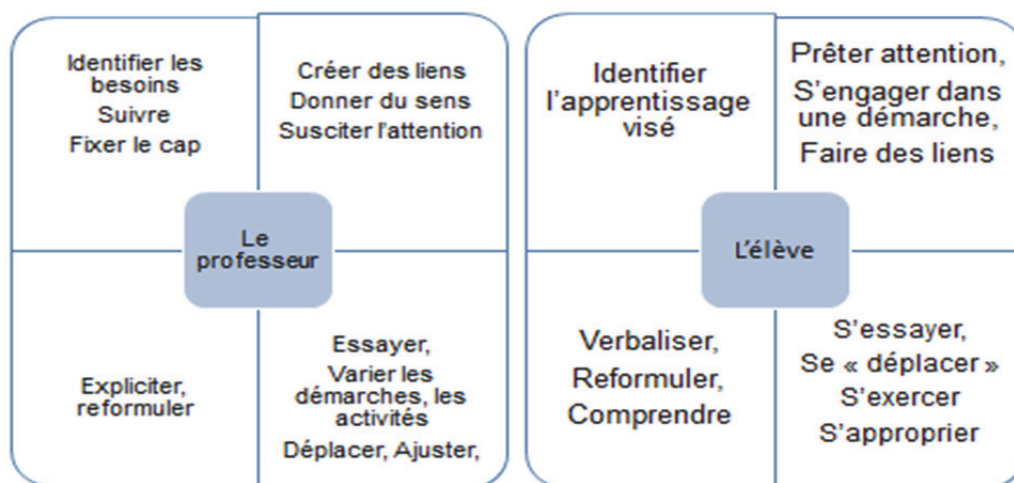 Identifier les
besoins
Suivre
Fixer le cap
Créer des liens
Donner du sens
Susciter l'attention
Le
professeur
Expliciter,
reformuler
Essayer,
Varier les
démarches, les
activités
Déplacer, Ajuster,
Identifier
l'apprentissage
visé
Prêter attention,
S'engager dans
une démarche,
Faire des liens
L'élève
Verbaliser,
Reformuler,
Comprendre
S'essayer,
Se « déplacer »
S'exercer
S'approprier